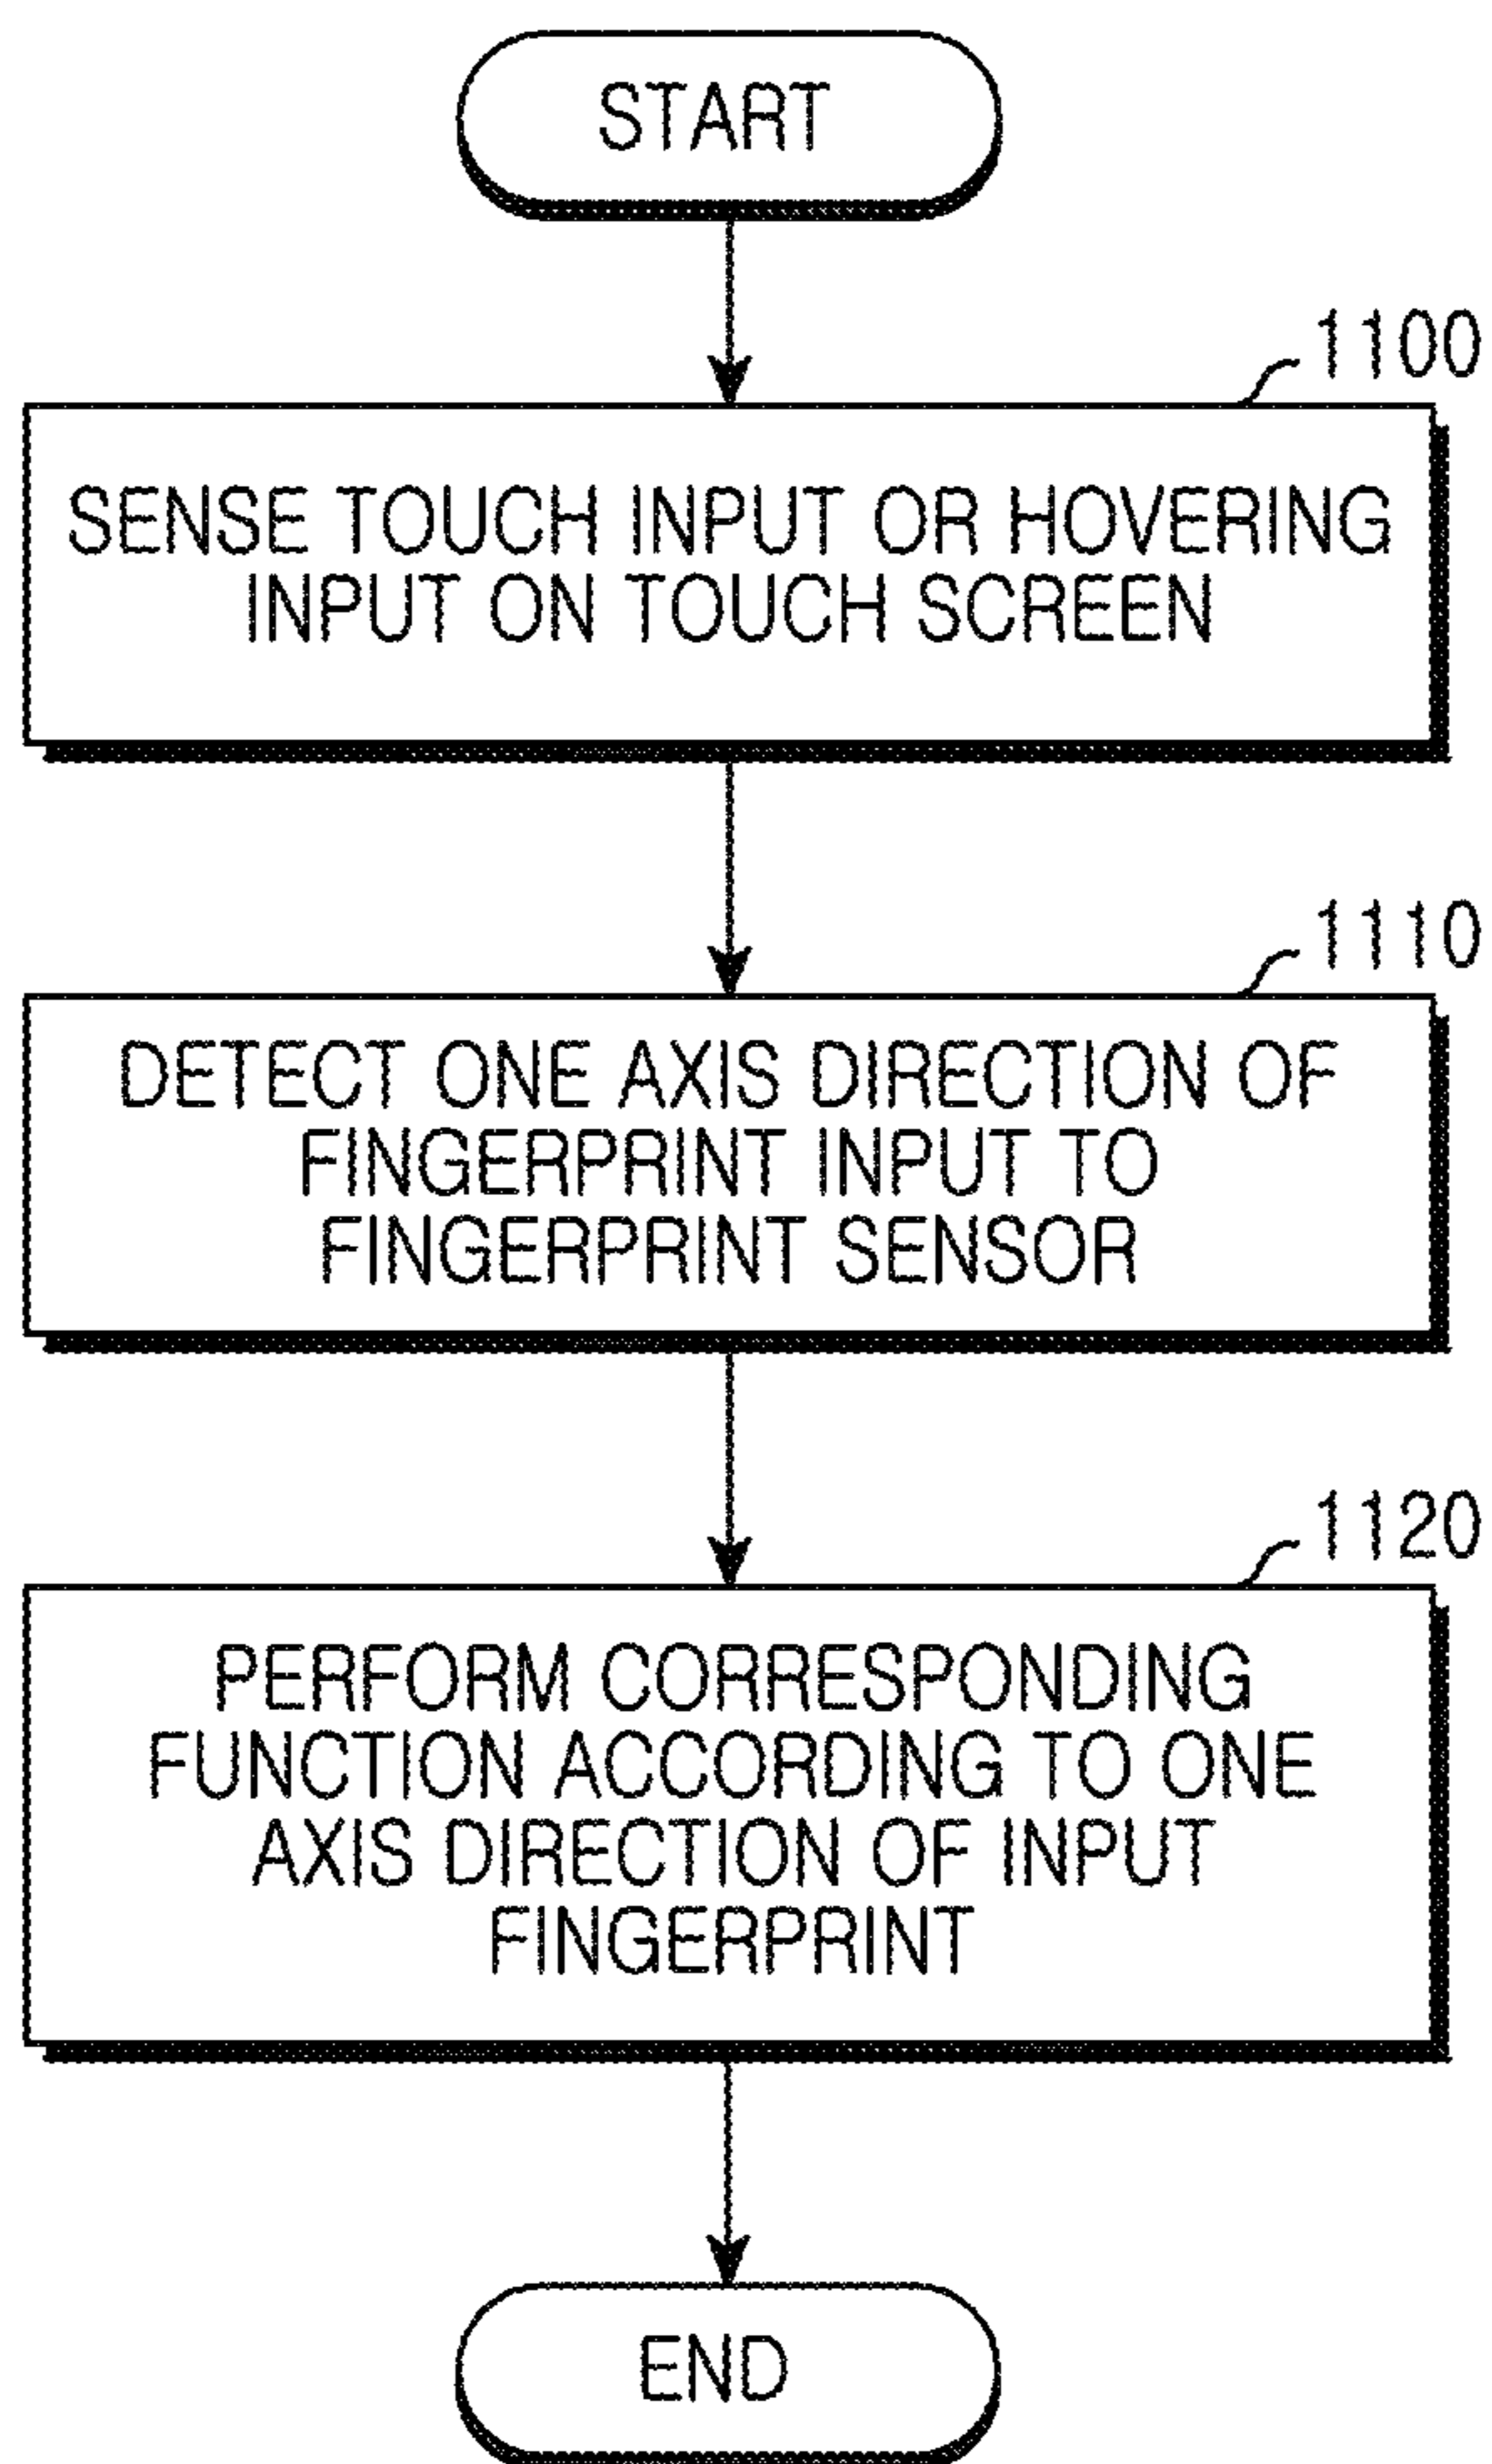 START
1100
SENSE TOUCH INPUT OR HOVERING
INPUT ON TOUCH SCREEN
1110
DETECT ONE AXIS DIRECTION OF
FINGERPRINT INPUT TO
FINGERPRINT SENSOR
1120
PERFORM CORRESPONDING
FUNCTION ACCORDING TO ONE
AXIS DIRECTION OF INPUT
FINGERPRINT
END